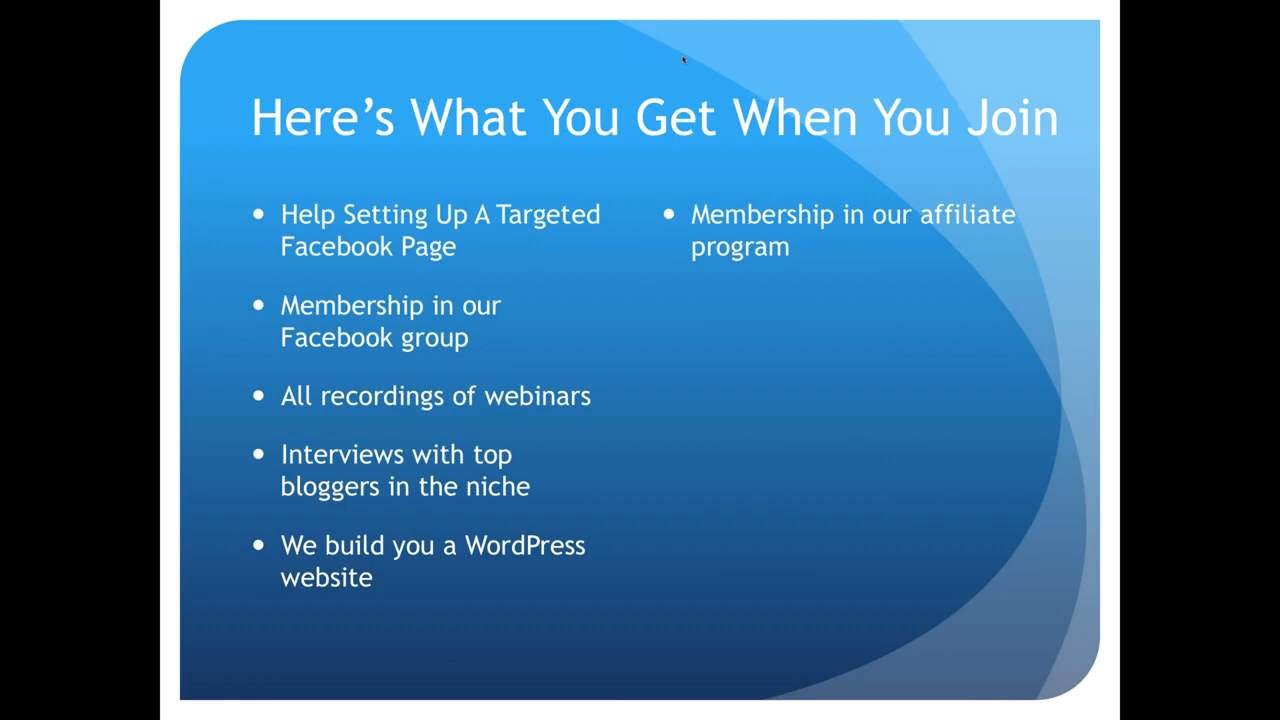 Here's What You Get When You Join
• Help Setting Up A Targeted
Facebook Page
• Membership in our
Facebook group
• All recordings of webinars
• Interviews with top
bloggers in the niche
• We build you a WordPress
website
• Membership in our affiliate
program